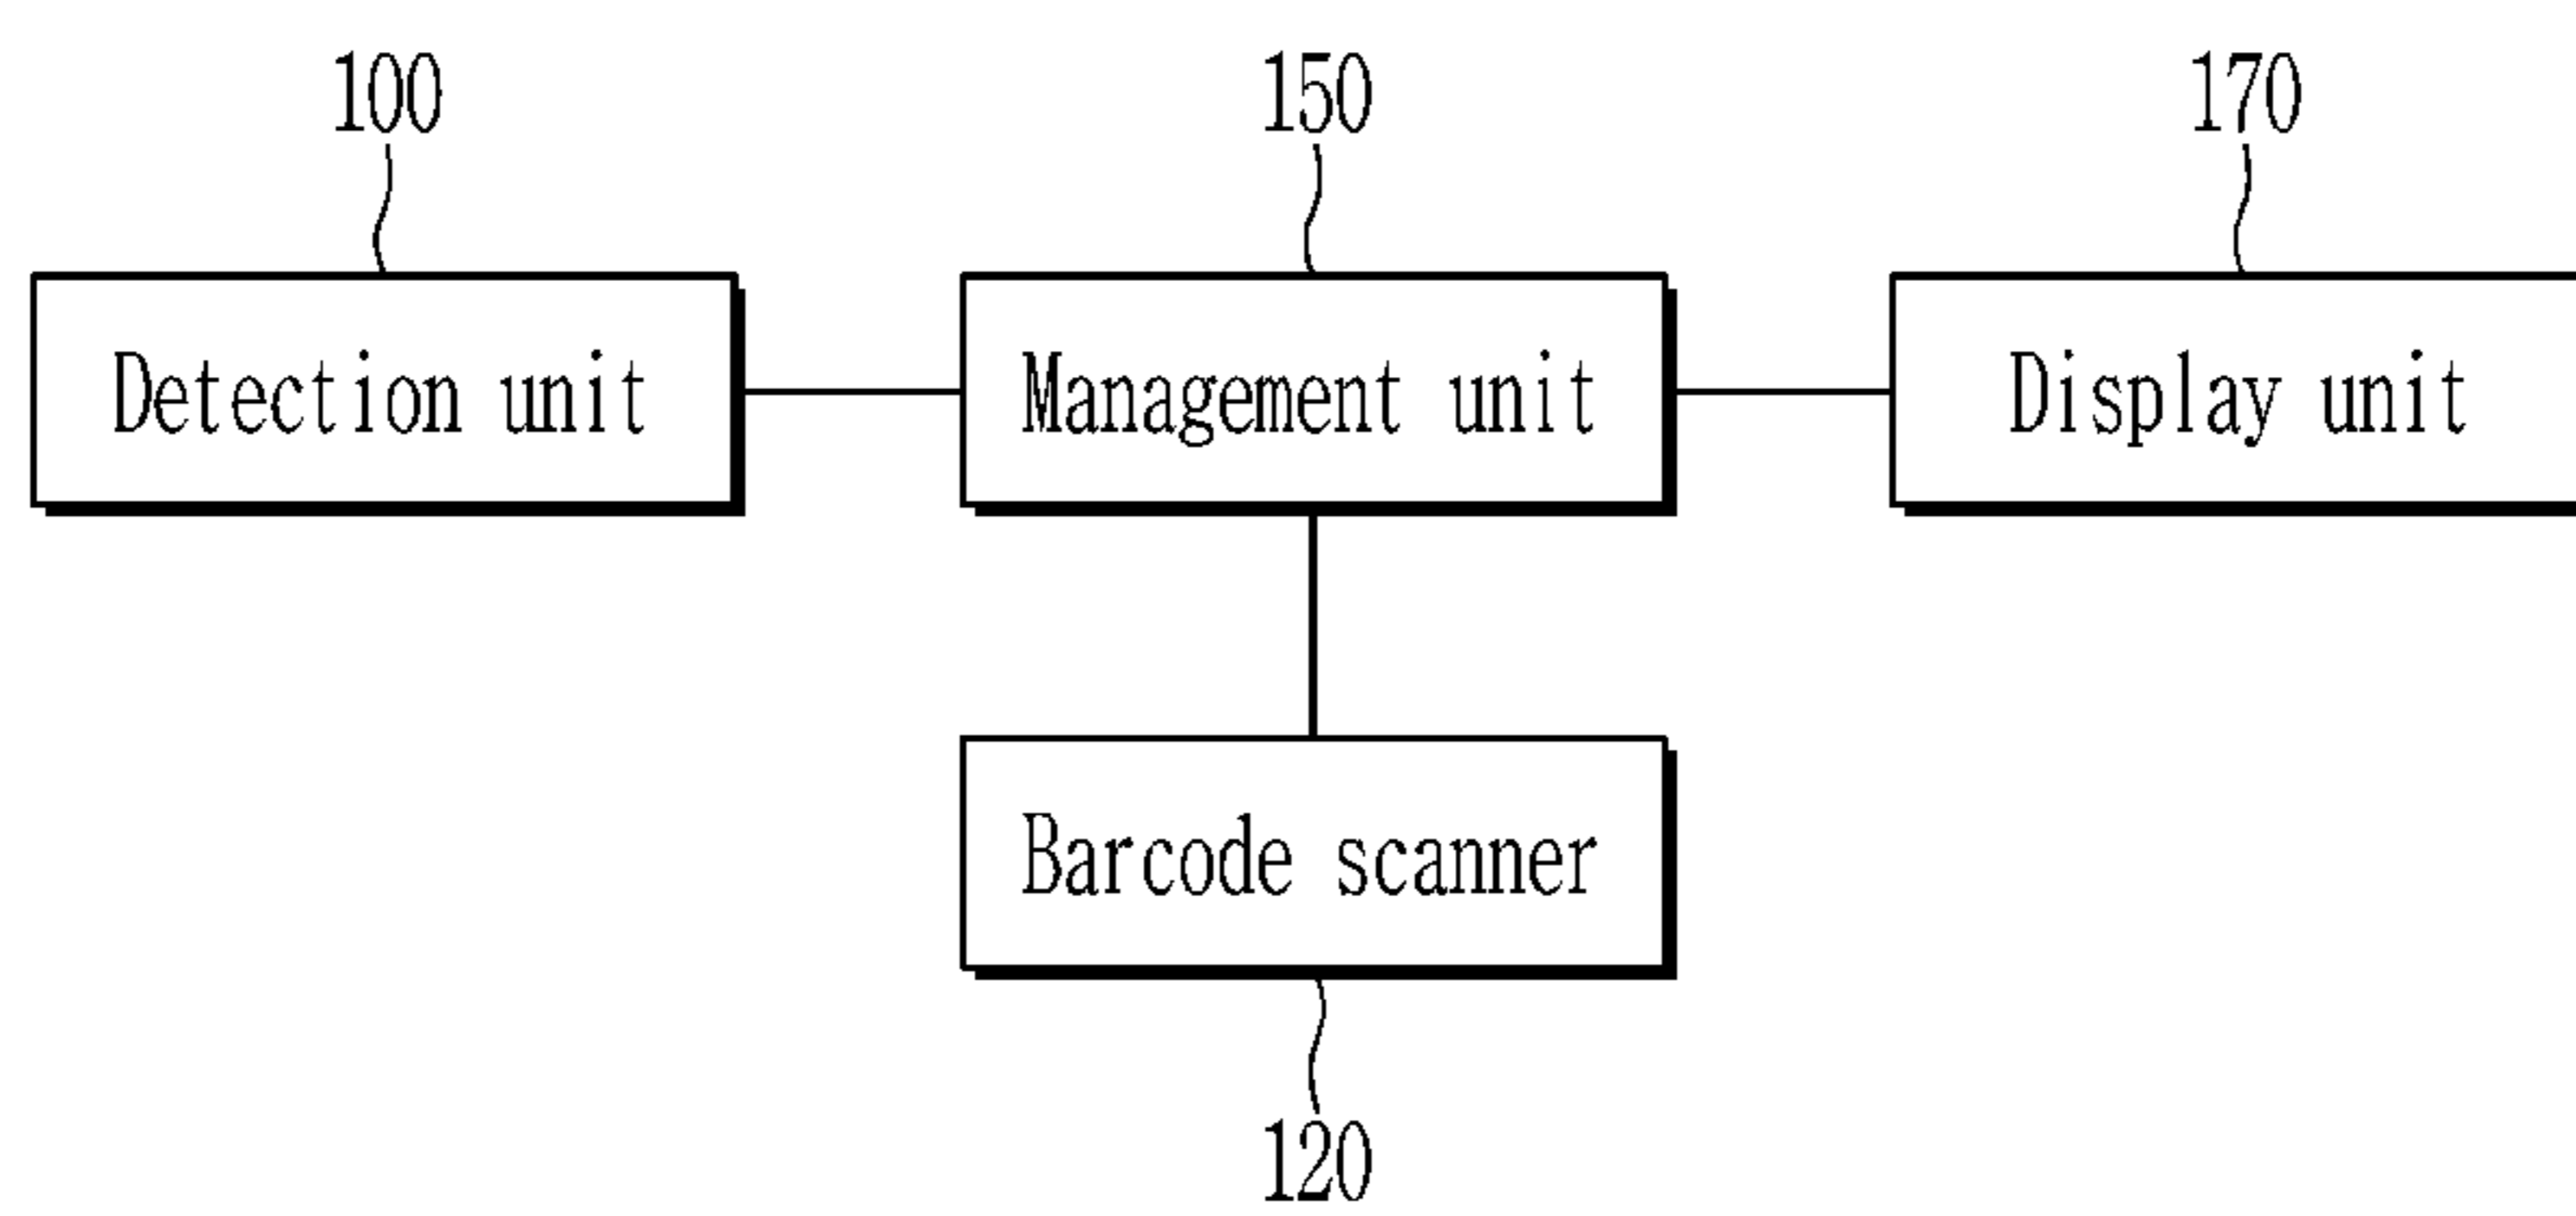 100 150 170
Detection unit Management unit Display unit
Barcode scanner
120